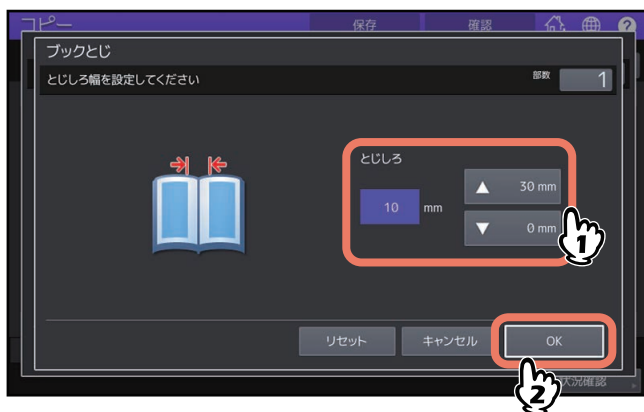 コピー 保存 確認 ?
ブックとじ
とじしろ幅を設定してください 部数 1
とじしろ
10 mm
▲ 30 mm
▼ 0 mm
1
リセット キャンセル OK
状況確認
2